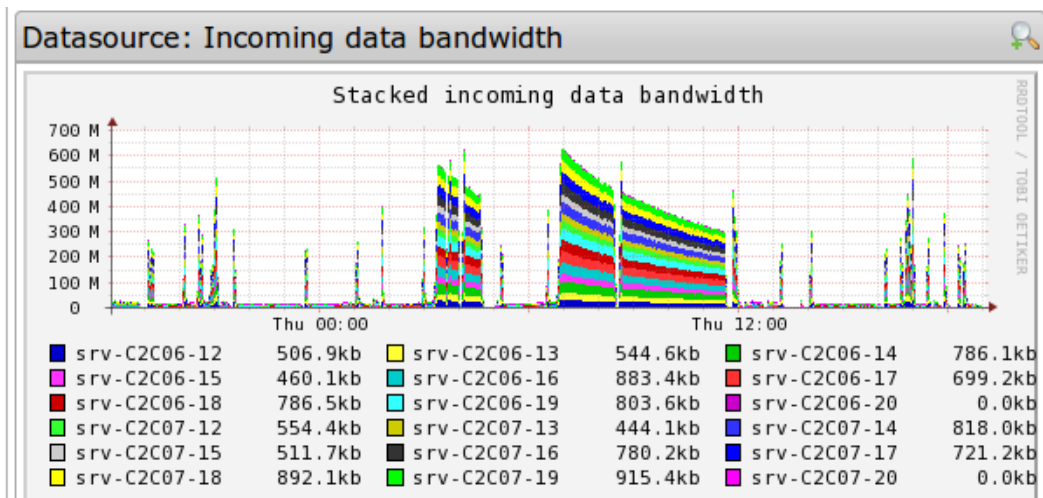 Datasource: Incoming data bandwidth
Stacked incoming data bandwidth
RRDTOOL / TOBI OETIKER
700 M
600 M
500 M
400 M
300 M
200 M
100 M
0
Thu 00:00 Thu 12:00
srv-C2C06-12 506.9kb srv-C2C06-13 544.6kb srv-C2C06-14 786.1kb
srv-C2C06-15 460.1kb srv-C2C06-16 883.4kb srv-C2C06-17 699.2kb
srv-C2C06-18 786.5kb srv-C2C06-19 803.6kb srv-C2C06-20 0.0kb
srv-C2C07-12 554.4kb srv-C2C07-13 444.1kb srv-C2C07-14 818.0kb
srv-C2C07-15 511.7kb srv-C2C07-16 780.2kb srv-C2C07-17 721.2kb
srv-C2C07-18 892.1kb srv-C2C07-19 915.4kb srv-C2C07-20 0.0kb